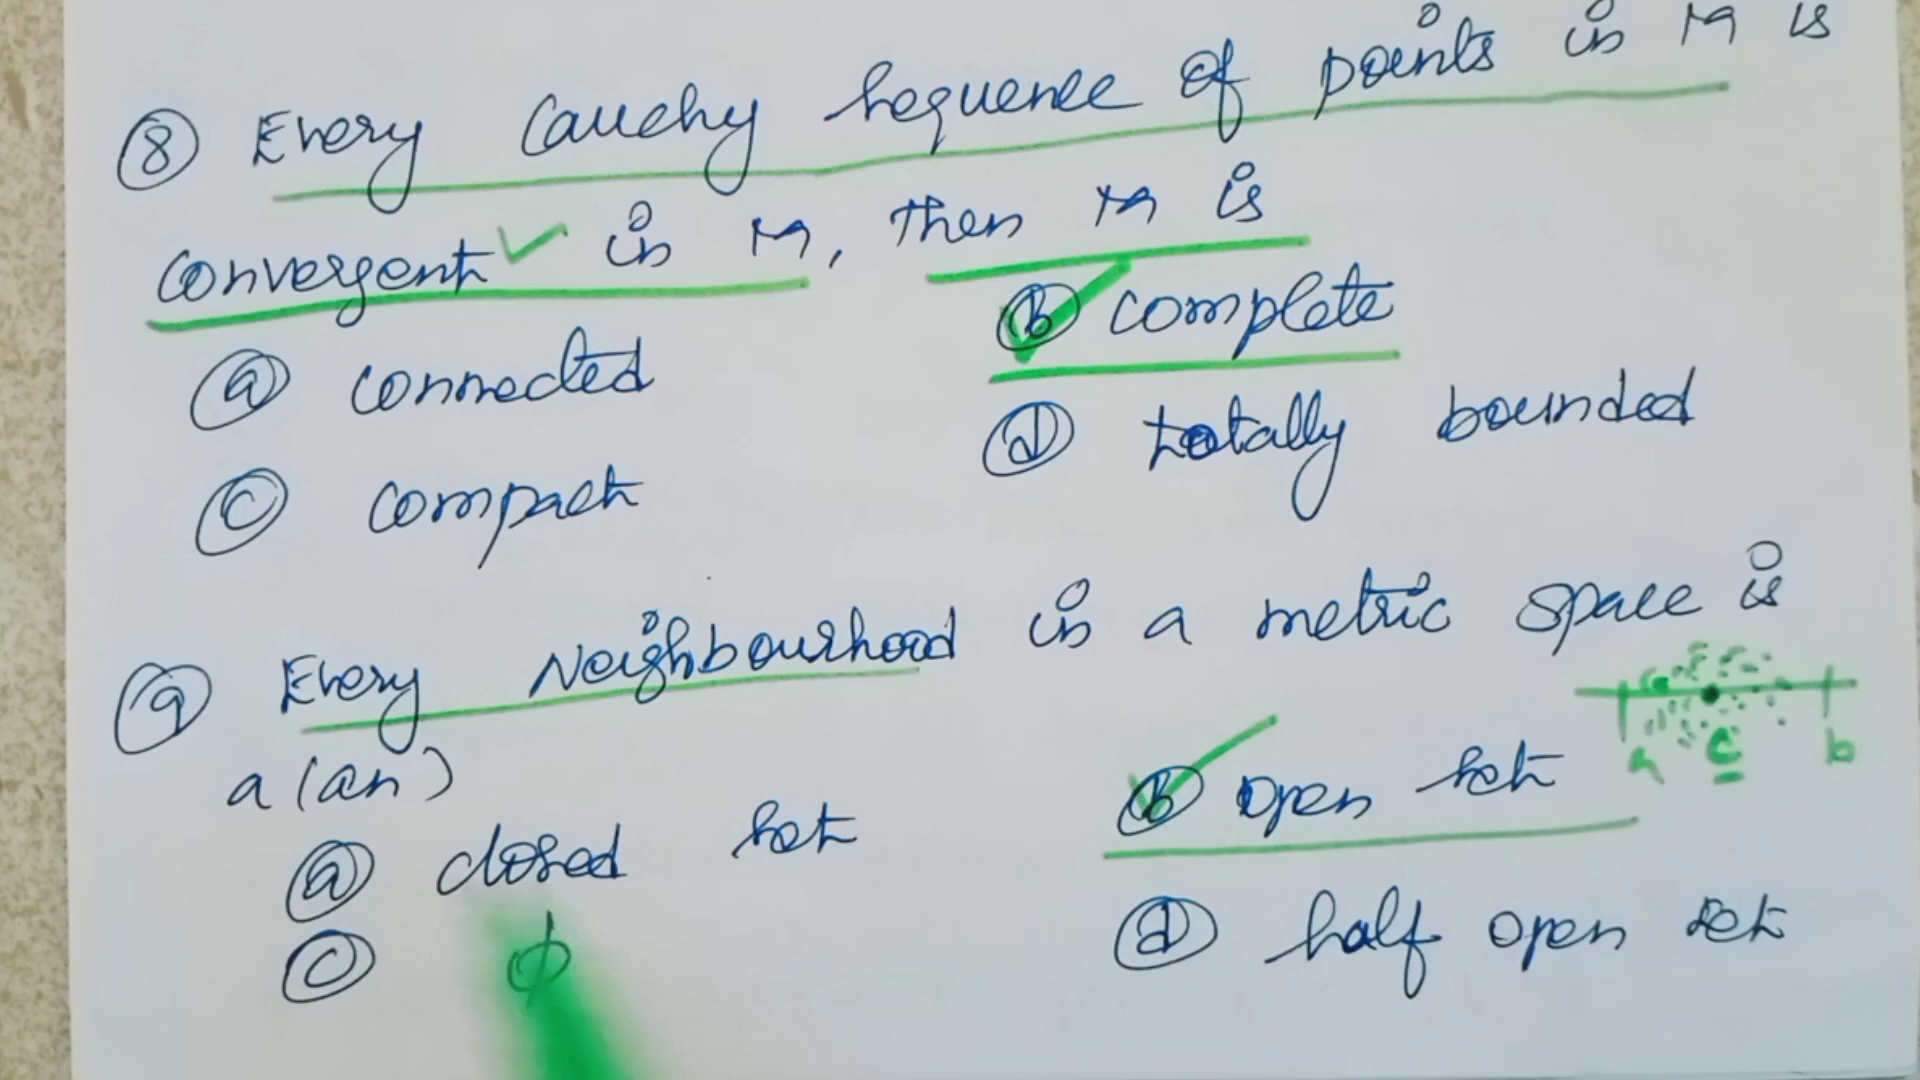 ⑧ Every Cauchy sequence of points in M is
convergent in M, then M is
ⓐ connected ⓑ complete
ⓒ compact ⓓ totally bounded
⑨ Every Neighbourhood in a metric space is
a (an)
a c b
ⓐ closed set ⓑ open set
ⓒ ϕ ⓓ half open set